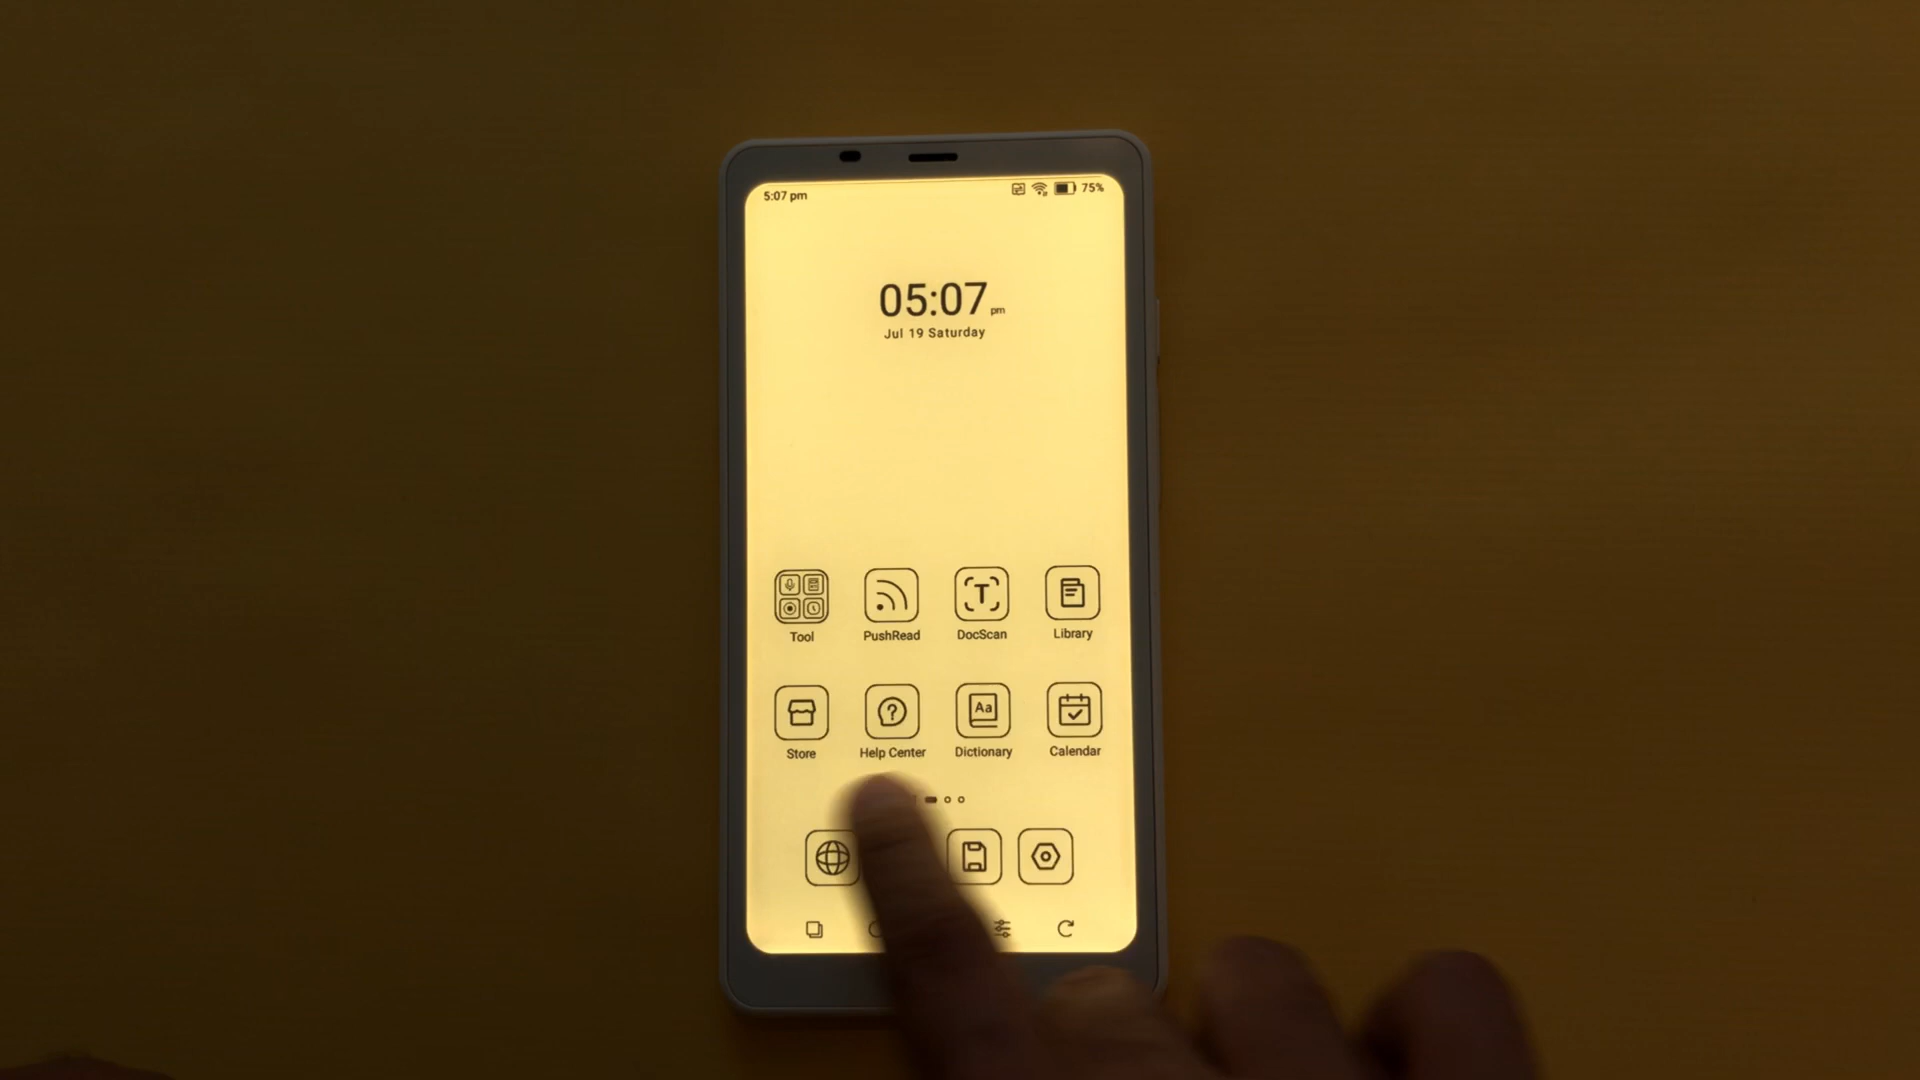 5:07 pm 75%
05:07 pm
Jul 19 Saturday
Tool PushRead DocScan Library
Store Help Center Dictionary Calendar